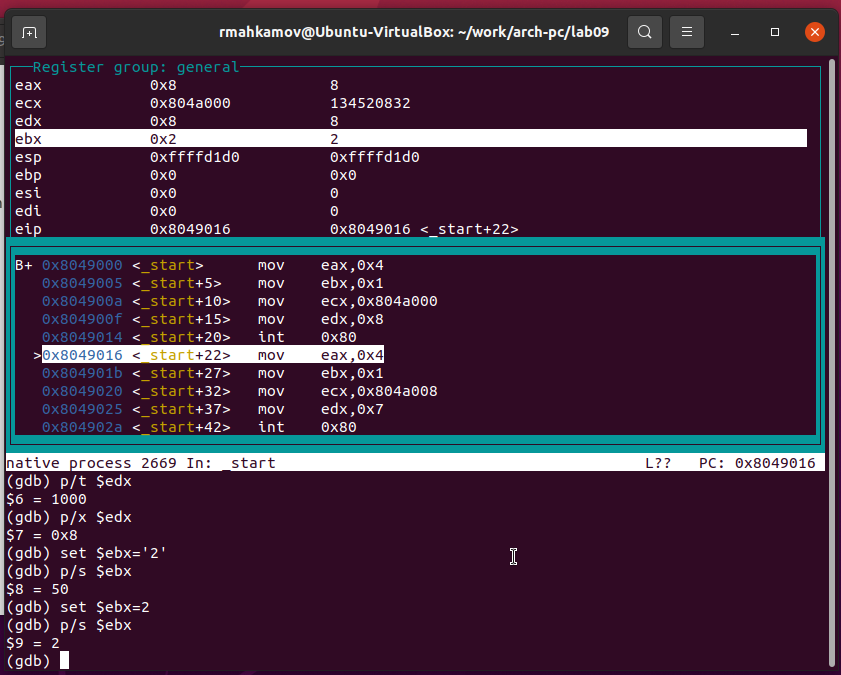 rmahkamov@Ubuntu-VirtualBox: ~/work/arch-pc/lab09
Register group: general
eax 0x8 8
ecx 0x804a000 134520832
edx 0x8 8
ebx 0x2 2
esp 0xffffd1d0 0xffffd1d0
ebp 0x0 0x0
esi 0x0 0
edi 0x0 0
eip 0x8049016 0x8049016 <_start+22>
B+ 0x8049000 <_start> mov eax,0x4
0x8049005 <_start+5> mov ebx,0x1
0x804900a <_start+10> mov ecx,0x804a000
0x804900f <_start+15> mov edx,0x8
0x8049014 <_start+20> int 0x80
>0x8049016 <_start+22> mov eax,0x4
0x804901b <_start+27> mov ebx,0x1
0x8049020 <_start+32> mov ecx,0x804a008
0x8049025 <_start+37> mov edx,0x7
0x804902a <_start+42> int 0x80
native process 2669 In: _start L?? PC: 0x8049016
(gdb) p/t $edx
$6 = 1000
(gdb) p/x $edx
$7 = 0x8
(gdb) set $ebx='2'
(gdb) p/s $ebx
$8 = 50
(gdb) set $ebx=2
(gdb) p/s $ebx
$9 = 2
(gdb)